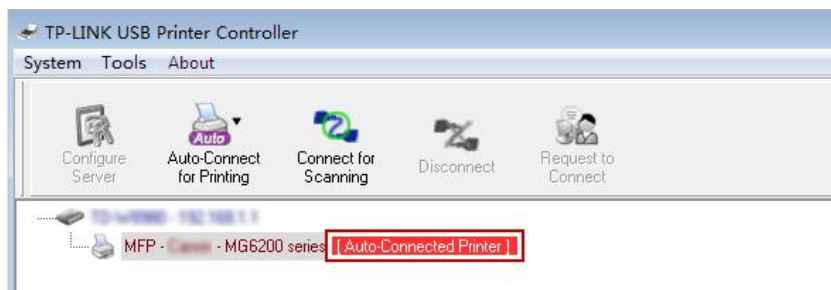 TP-LINK USB Printer Controller
System Tools About
Configure Server
Auto
Auto-Connect for Printing
Connect for Scanning
Disconnect
Request to Connect
MFP - - MG6200 series [ Auto-Connected Printer ]